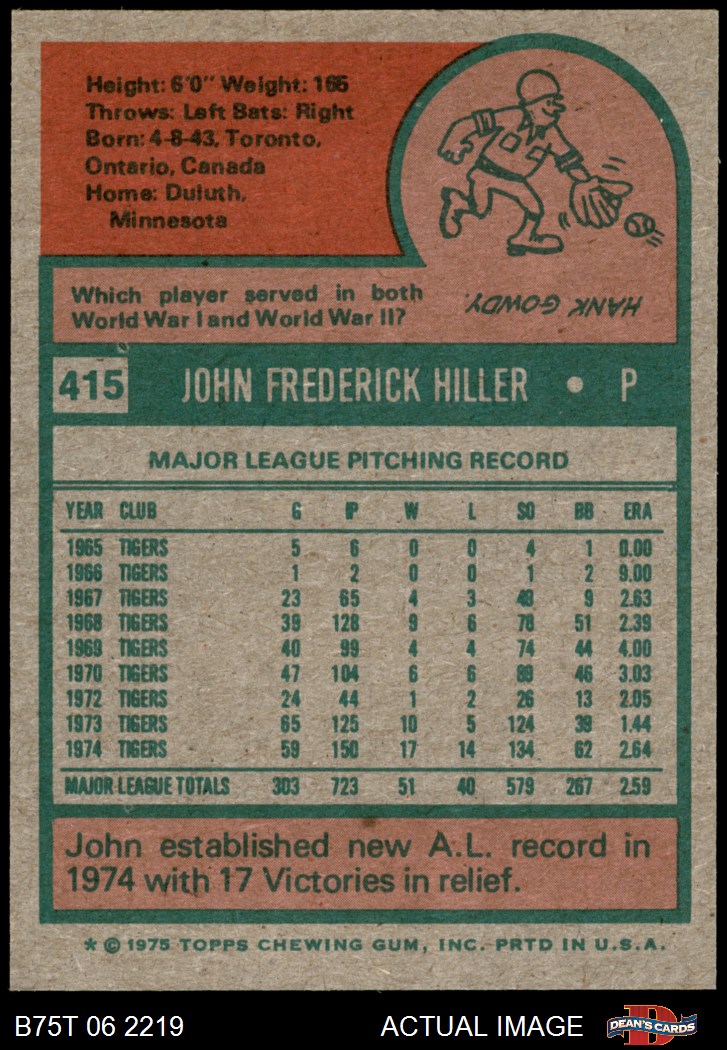 Height: 6'0" Weight: 165
Throws: Left Bats: Right
Born: 4-8-43, Toronto,
Ontario, Canada
Home: Duluth,
Minnesota
Which player served in both
World War I and World War II?
HANK GOWDY.
415 JOHN FREDERICK HILLER • P
MAJOR LEAGUE PITCHING RECORD
YEAR CLUB G IP W L SO BB ERA
1965 TIGERS 5 6 0 0 4 1 0.00
1966 TIGERS 1 2 0 0 1 2 9.00
1967 TIGERS 23 65 4 3 49 9 2.63
1968 TIGERS 39 128 9 6 78 51 2.39
1969 TIGERS 40 99 4 4 74 44 4.00
1970 TIGERS 47 104 6 6 89 46 3.03
1972 TIGERS 24 44 1 2 26 13 2.05
1973 TIGERS 65 125 10 5 124 39 1.44
1974 TIGERS 59 150 17 14 134 62 2.64
MAJOR LEAGUE TOTALS 303 723 51 40 579 267 2.59
John established new A.L. record in
1974 with 17 Victories in relief.
* © 1975 TOPPS CHEWING GUM, INC. PRTD IN U.S.A.
B75T 06 2219 ACTUAL IMAGE DEAN'S CARDS